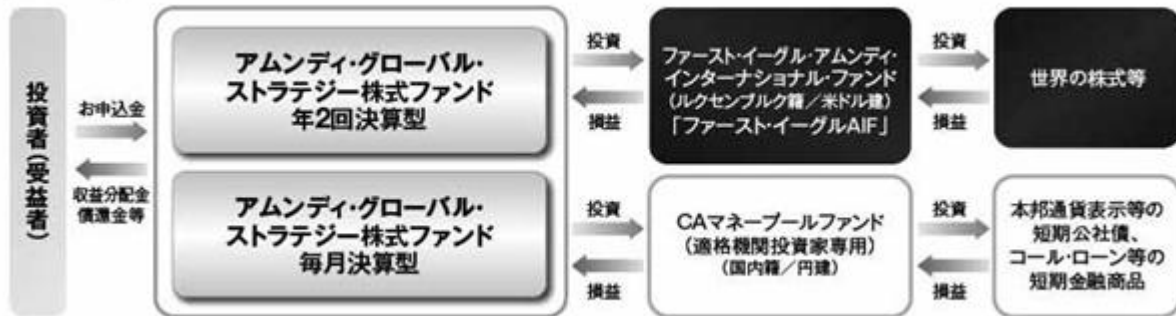 投資者(受益者)
お申込金
収益分配金
償還金等
アムンディ・グローバル・
ストラテジー株式ファンド
年2回決算型
アムンディ・グローバル・
ストラテジー株式ファンド
毎月決算型
投資
損益
投資
損益
ファースト・イーグル・アムンディ・
インターナショナル・ファンド
(ルクセンブルク籍/米ドル建)
「ファースト・イーグルAIF」
CAマネープールファンド
(適格機関投資家専用)
(国内籍/円建)
投資
損益
投資
損益
世界の株式等
本邦通貨表示等の
短期公社債、
コール・ローン等の
短期金融商品